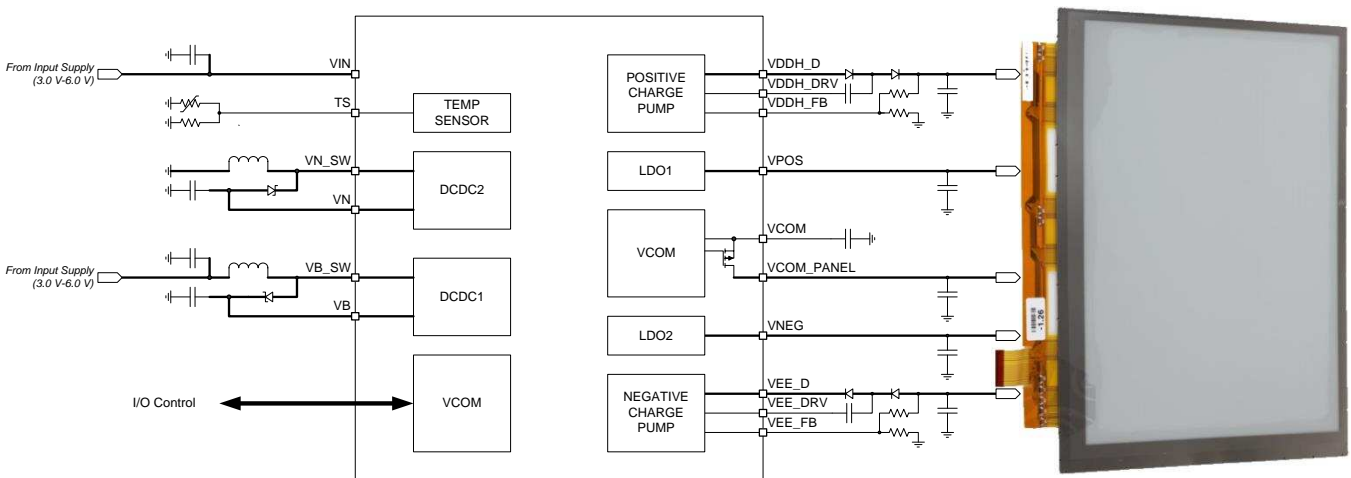 From Input Supply
(3.0 V-6.0 V)
VIN
TS
TEMP
SENSOR
VN_SW
VN
DCDC2
From Input Supply
(3.0 V-6.0 V)
VB_SW
VB
DCDC1
I/O Control
VCOM
POSITIVE
CHARGE
PUMP
VDDH_D
VDDH_DRV
VDDH_FB
LDO1
VPOS
VCOM
VCOM
VCOM_PANEL
LDO2
VNEG
NEGATIVE
CHARGE
PUMP
VEE_D
VEE_DRV
VEE_FB
-1.26